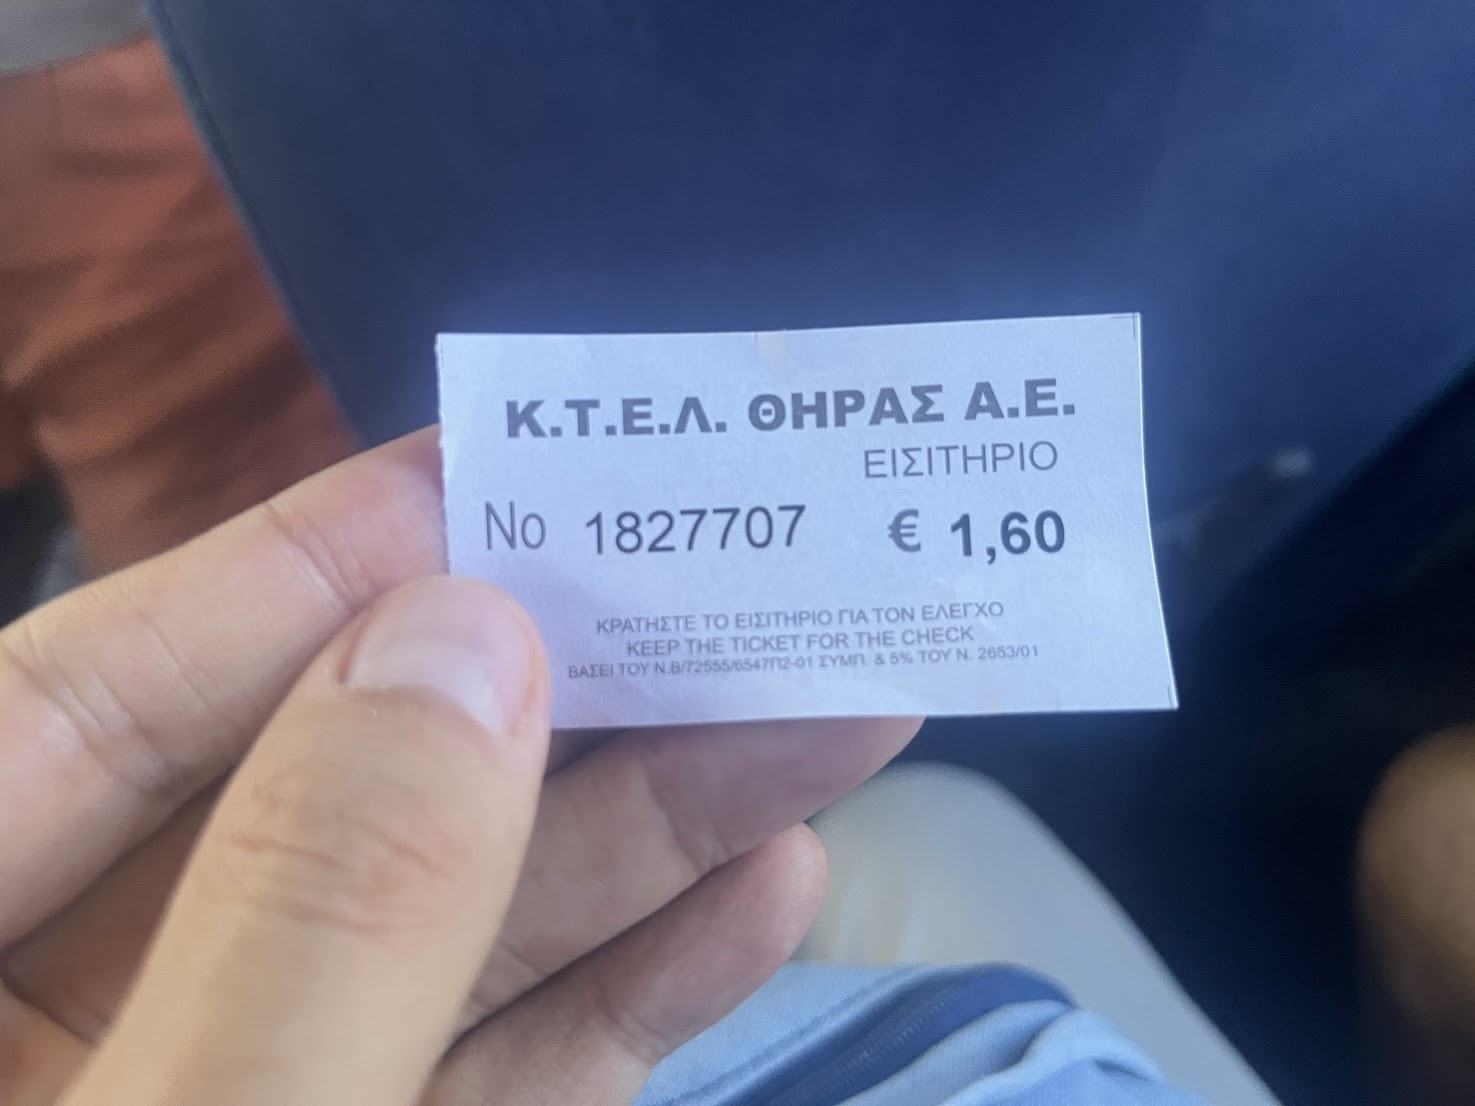 Κ.Τ.Ε.Λ. ΘΗΡΑΣ Α.Ε.
ΕΙΣΙΤΗΡΙΟ
No 1827707 € 1,60
ΚΡΑΤΗΣΤΕ ΤΟ ΕΙΣΙΤΗΡΙΟ ΓΙΑ ΤΟΝ ΕΛΕΓΧΟ
KEEP THE TICKET FOR THE CHECK
ΒΑΣΕΙ ΤΟΥ Ν.Β/72555/6547Π2-01 ΣΥΜΠ. & 5% ΤΟΥ Ν. 2653/01